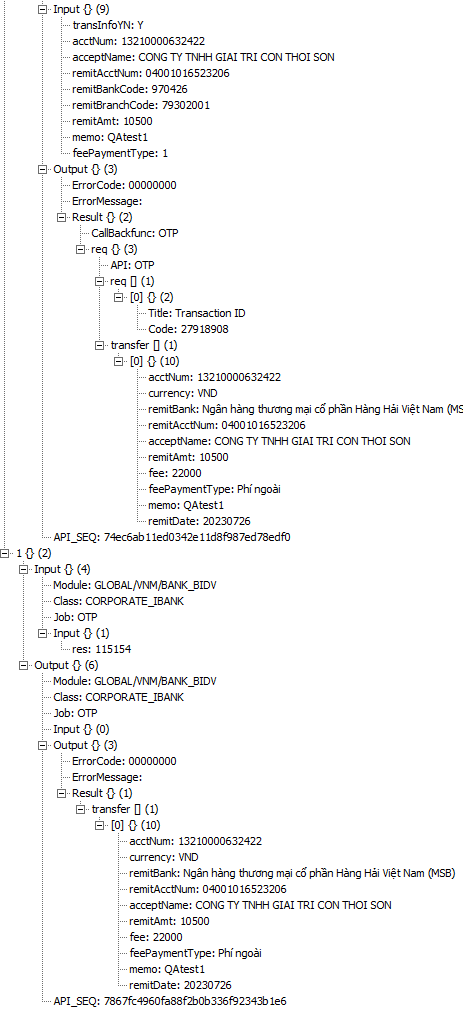 Input {} (9)
transInfoYN: Y
acctNum: 13210000632422
acceptName: CONG TY TNHH GIAI TRI CON THOI SON
remitAcctNum: 04001016523206
remitBankCode: 970426
remitBranchCode: 79302001
remitAmt: 10500
memo: QAtest1
feePaymentType: 1
Output {} (3)
ErrorCode: 00000000
ErrorMessage:
Result {} (2)
CallBackfunc: OTP
req {} (3)
API: OTP
req [] (1)
[0] {} (2)
Title: Transaction ID
Code: 27918908
transfer [] (1)
[0] {} (10)
acctNum: 13210000632422
currency: VND
remitBank: Ngân hàng thương mại cổ phần Hàng Hải Việt Nam (MS
remitAcctNum: 04001016523206
acceptName: CONG TY TNHH GIAI TRI CON THOI SON
remitAmt: 10500
fee: 22000
feePaymentType: Phí ngoài
memo: QAtest1
remitDate: 20230726
API_SEQ: 74ec6ab11ed0342e11d8f987ed78edf0
1 {} (2)
Input {} (4)
Module: GLOBAL/VNM/BANK_BIDV
Class: CORPORATE_IBANK
Job: OTP
Input {} (1)
res: 115154
Output {} (6)
Module: GLOBAL/VNM/BANK_BIDV
Class: CORPORATE_IBANK
Job: OTP
Input {} (0)
Output {} (3)
ErrorCode: 00000000
ErrorMessage:
Result {} (1)
transfer [] (1)
[0] {} (10)
acctNum: 13210000632422
currency: VND
remitBank: Ngân hàng thương mại cổ phần Hàng Hải Việt Nam (MSB)
remitAcctNum: 04001016523206
acceptName: CONG TY TNHH GIAI TRI CON THOI SON
remitAmt: 10500
fee: 22000
feePaymentType: Phí ngoài
memo: QAtest1
remitDate: 20230726
API_SEQ: 7867fc4960fa88f2b0b336f92343b1e6